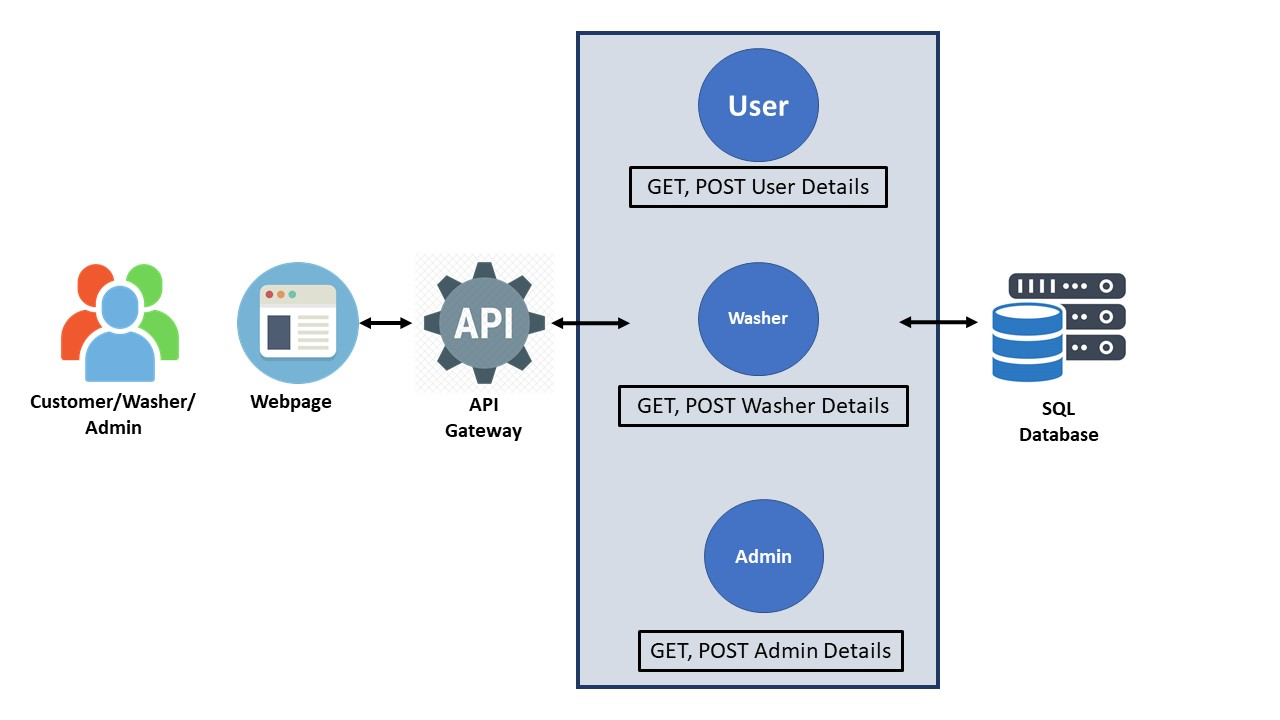 User
GET, POST User Details
Customer/Washer/
Admin
Webpage
API
API
Gateway
Washer
GET, POST Washer Details
SQL
Database
Admin
GET, POST Admin Details